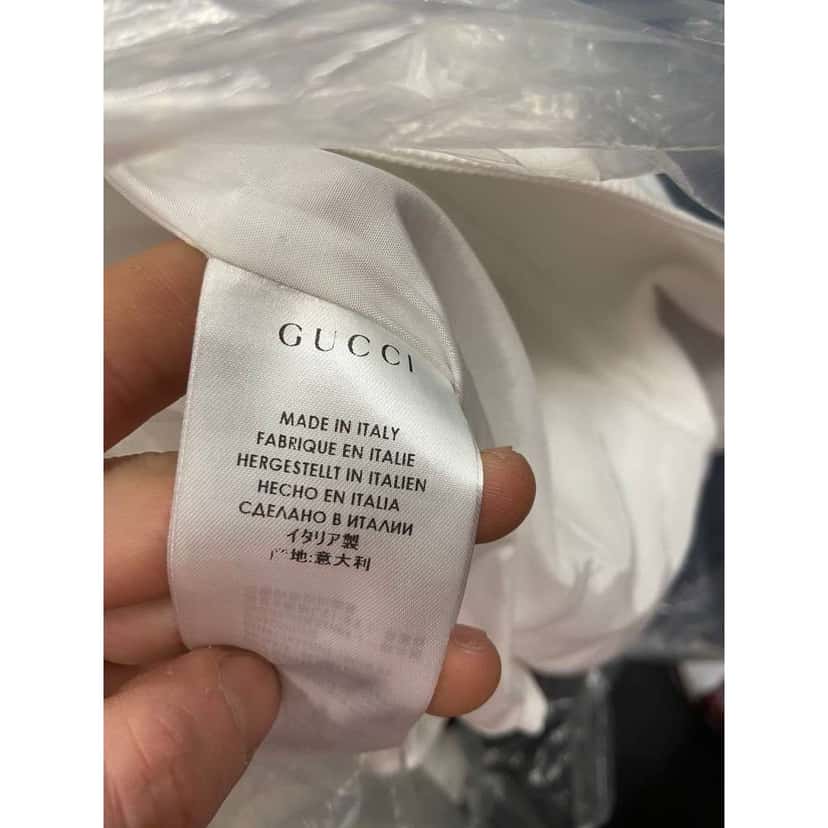 GUCCI
MADE IN ITALY
FABRIQUE EN ITALIE
HERGESTELLT IN ITALIEN
HECHO EN ITALIA
СДЕЛАНО В ИТАЛИИ
イタリア製
产地:意大利